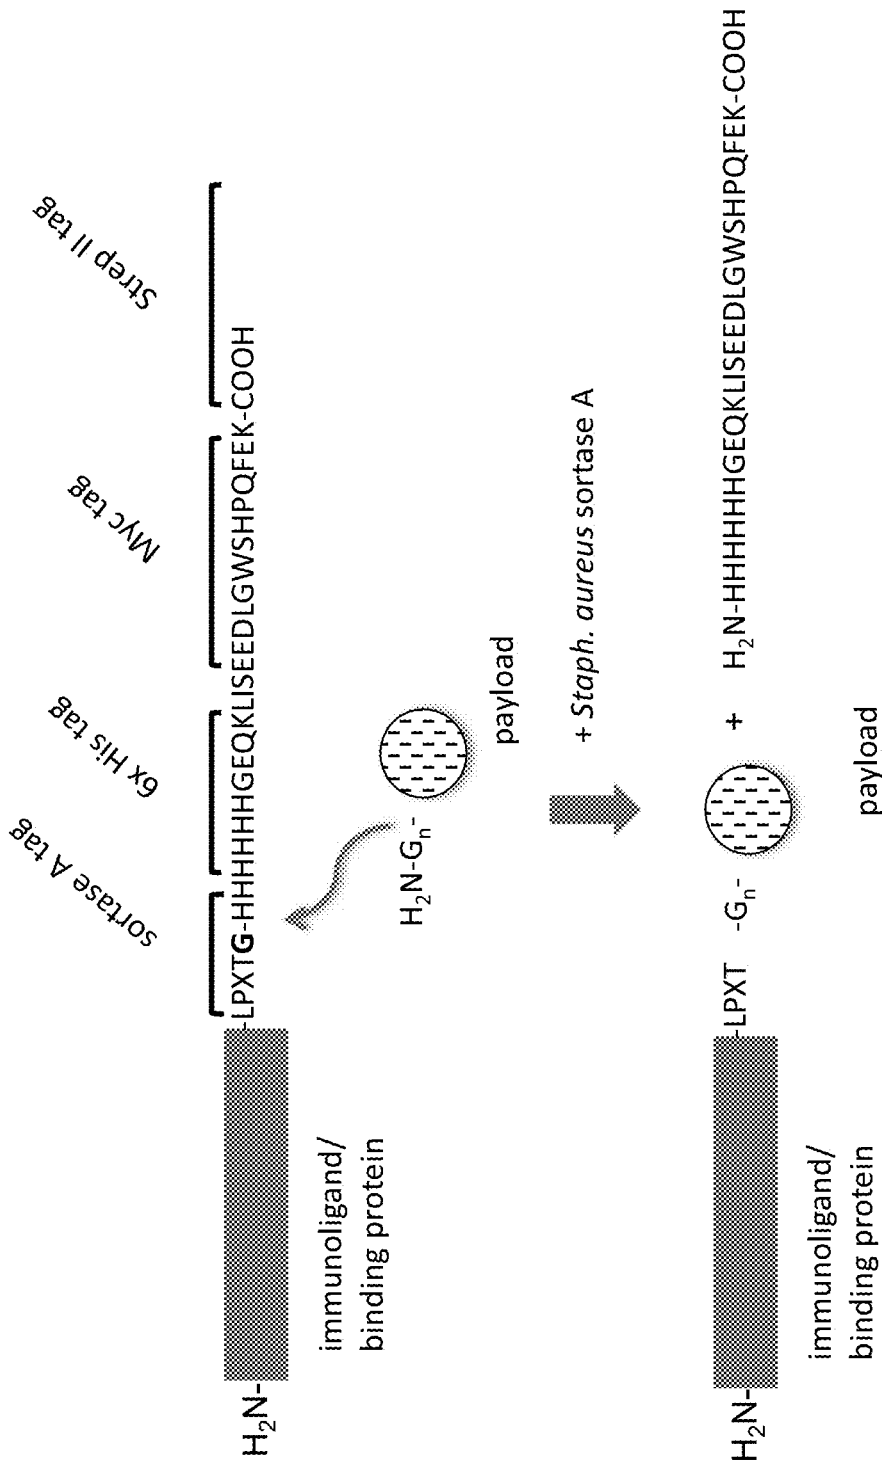 sortase A tag
6x His tag
Myc tag
Strep II tag
H₂N-
-LPXTG-HHHHHHGEQKLISEEDLGWSHPQFEK-COOH
immunoligand/
binding protein
H₂N-Gₙ-
payload
+ Staph. aureus sortase A
H₂N-
-LPXT
-Gₙ-
+
H₂N-HHHHHHGEQKLISEEDLGWSHPQFEK-COOH
immunoligand/
binding protein
payload